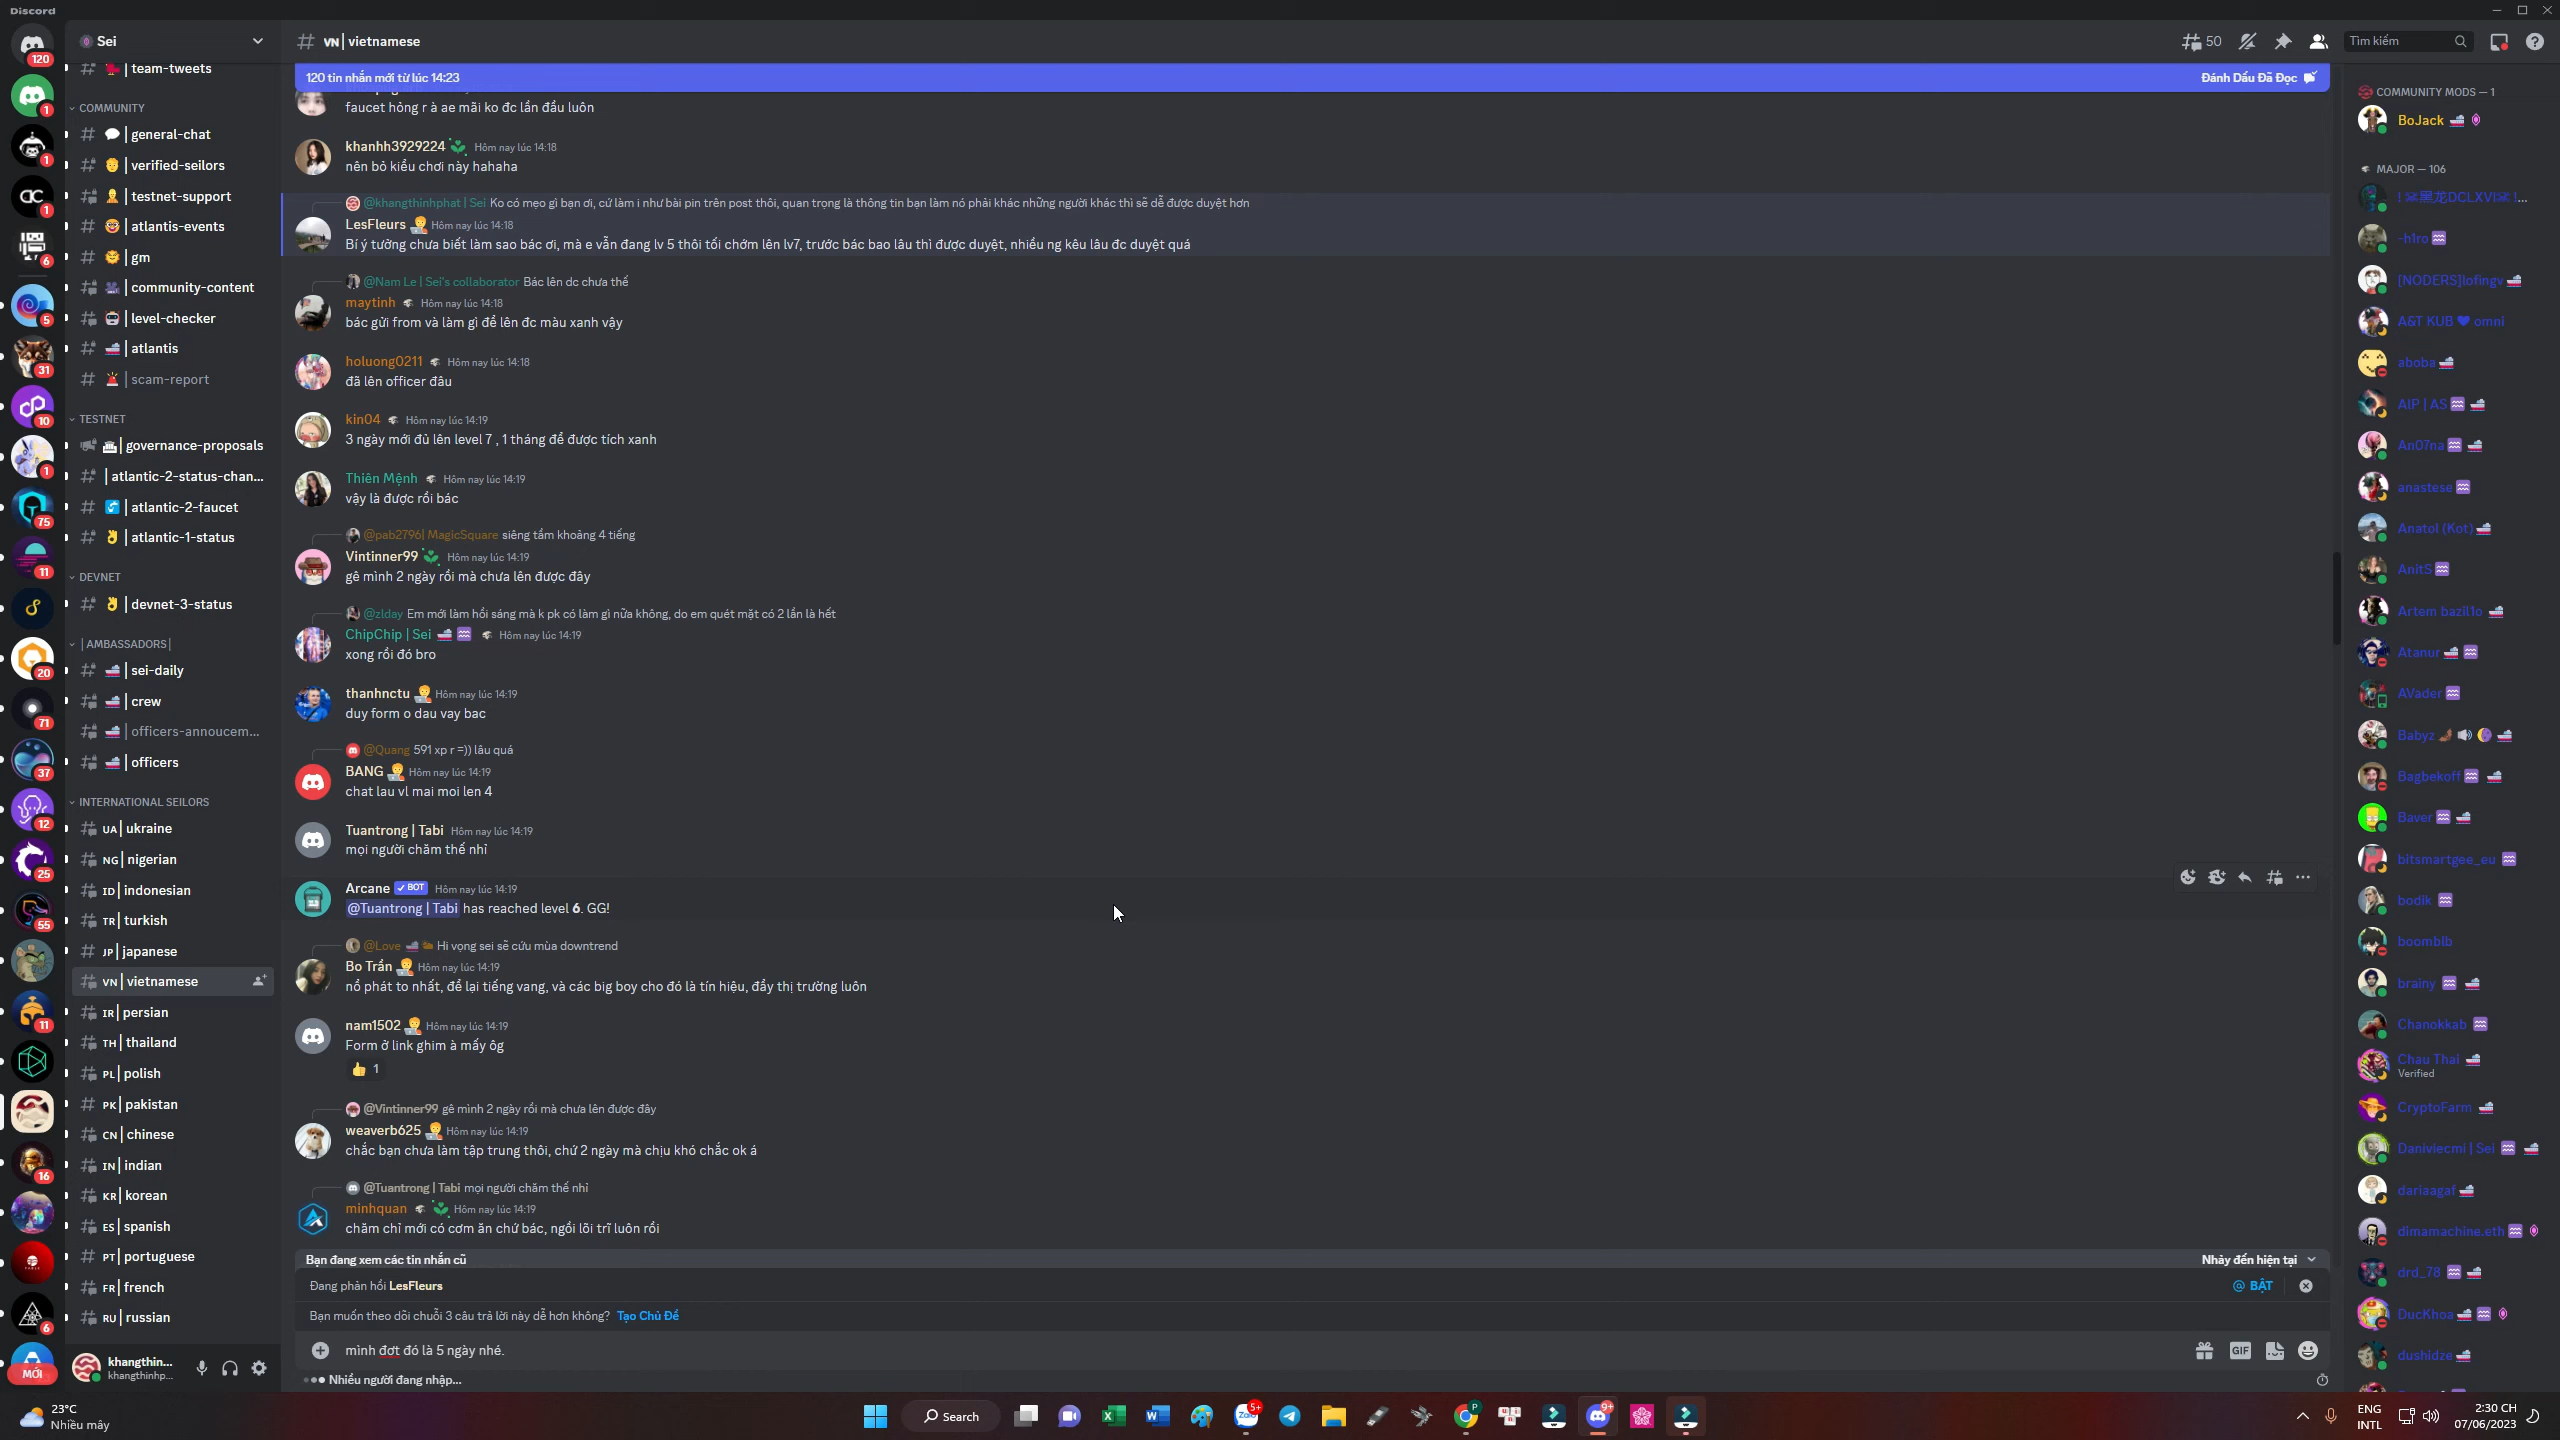 Discord
Sei
# VN | vietnamese
50
Tìm kiếm
120 tin nhắn mới từ lúc 14:23
Đánh Dấu Đã Đọc
120
1
1
1
6
5
31
10
1
75
11
20
71
37
12
25
55
11
16
6
MỚI
team-tweets
COMMUNITY
general-chat
verified-seilors
testnet-support
atlantis-events
gm
community-content
level-checker
atlantis
scam-report
TESTNET
governance-proposals
atlantic-2-status-chan...
atlantic-2-faucet
atlantic-1-status
DEVNET
devnet-3-status
| AMBASSADORS |
sei-daily
crew
officers-annoucem...
officers
INTERNATIONAL SEILORS
UA | ukraine
NG | nigerian
ID | indonesian
TR | turkish
JP | japanese
VN | vietnamese
IR | persian
TH | thailand
PL | polish
PK | pakistan
CN | chinese
IN | indian
KR | korean
ES | spanish
PT | portuguese
FR | french
RU | russian
khangthin...
khangthinhp...
faucet hỏng r à ae mãi ko đc lần đầu luôn
khanhh3929224 Hôm nay lúc 14:18
nên bỏ kiểu chơi này hahaha
@khangthinhphat | Sei Ko có mẹo gì bạn ơi, cứ làm i như bài pin trên post thôi, quan trọng là thông tin bạn làm nó phải khác những người khác thì sẽ dễ được duyệt hơn
LesFleurs Hôm nay lúc 14:18
Bí ý tưởng chưa biết làm sao bác ơi, mà e vẫn đang lv 5 thôi tối chớm lên lv7, trước bác bao lâu thì được duyệt, nhiều ng kêu lâu đc duyệt quá
@Nam Le | Sei's collaborator Bác lên dc chưa thế
maytinh Hôm nay lúc 14:18
bác gửi from và làm gì để lên đc màu xanh vậy
holuong0211 Hôm nay lúc 14:18
đã lên officer đâu
kin04 Hôm nay lúc 14:19
3 ngày mới đủ lên level 7 , 1 tháng để được tích xanh
Thiên Mệnh Hôm nay lúc 14:19
vậy là được rồi bác
@pab2796| MagicSquare siêng tầm khoảng 4 tiếng
Vintinner99 Hôm nay lúc 14:19
gê mình 2 ngày rồi mà chưa lên được đây
@zlday Em mới làm hồi sáng mà k pk có làm gì nữa không, do em quét mặt có 2 lần là hết
ChipChip | Sei Hôm nay lúc 14:19
xong rồi đó bro
thanhnctu Hôm nay lúc 14:19
duy form o dau vay bac
@Quang 591 xp r =)) lâu quá
BANG Hôm nay lúc 14:19
chat lau vl mai moi len 4
Tuantrong | Tabi Hôm nay lúc 14:19
mọi người chăm thế nhỉ
Arcane BOT Hôm nay lúc 14:19
@Tuantrong | Tabi has reached level 6. GG!
@Love Hi vọng sei sẽ cứu mùa downtrend
Bo Trần Hôm nay lúc 14:19
nổ phát to nhất, để lại tiếng vang, và các big boy cho đó là tín hiệu, đẩy thị trường luôn
nam1502 Hôm nay lúc 14:19
Form ở link ghim à mấy ôg
1
@Vintinner99 gê mình 2 ngày rồi mà chưa lên được đây
weaverb625 Hôm nay lúc 14:19
chắc bạn chưa làm tập trung thôi, chứ 2 ngày mà chịu khó chắc ok á
@Tuantrong | Tabi mọi người chăm thế nhỉ
minhquan Hôm nay lúc 14:19
chăm chỉ mới có cơm ăn chứ bác, ngồi lõi trĩ luôn rồi
Bạn đang xem các tin nhắn cũ
Nhảy đến hiện tại
Đang phản hồi LesFleurs
@ BẬT
Bạn muốn theo dõi chuỗi 3 câu trả lời này dễ hơn không? Tạo Chủ Đề
mình đợt đó là 5 ngày nhé.
GIF
Nhiều người đang nhập...
COMMUNITY MODS — 1
BoJack
MAJOR — 106
-h1ro
[NODERS]lofingv
A&T KUB omni
aboba
AIP | AS
An07na
anastese
Anatol (Kot)
AnitS
Artem bazil1o
Atanur
AVader
Babyz
Bagbekoff
Baver
bitsmartgee_eu
bodik
boomblb
brainy
Chanokkab
Chau Thai
Verified
CryptoFarm
Daniviecmi | Sei
dariaagaf
dimamachine.eth
drd_78
DucKhoa
dushidze
23°C
Nhiều mây
Search
5+
9+
ENG
INTL
2:30 CH
07/06/2023